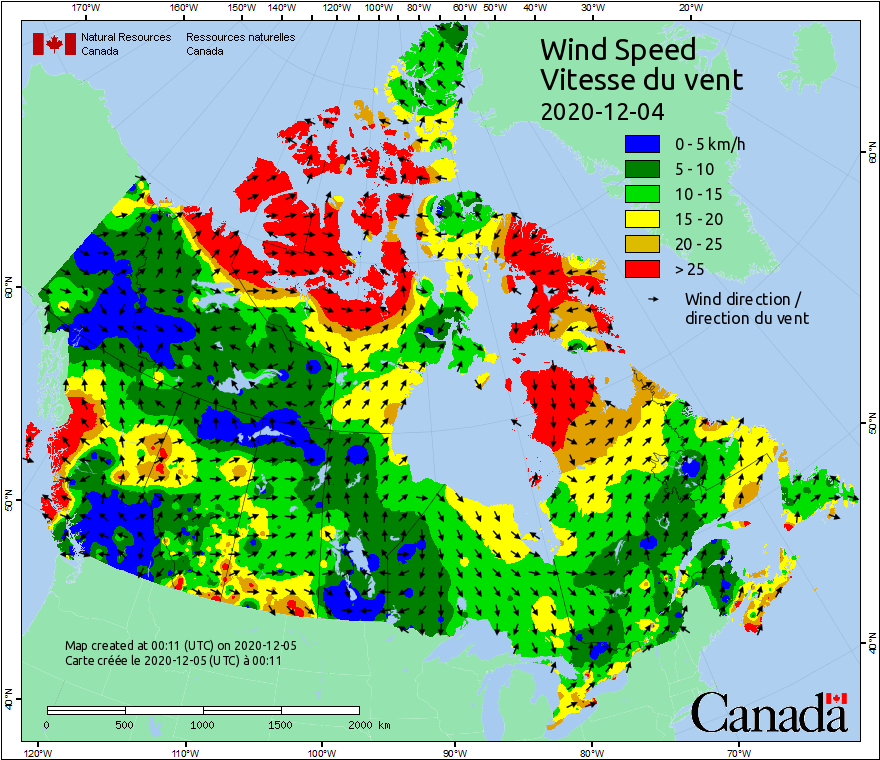 170°W 160°W 150°W 140°W 130°W 120°W 110°W 100°W 90°W 80°W 70°W 60°W 50°W 40°W 30°W 20°W
Natural Resources Ressources naturelles
Canada Canada
Wind Speed
Vitesse du vent
2020-12-04
0 - 5 km/h
5 - 10
10 - 15
15 - 20
20 - 25
> 25
Wind direction /
direction du vent
60°N
60°N
50°N
50°N
40°N
40°N
Map created at 00:11 (UTC) on 2020-12-05
Carte créée le 2020-12-05 (UTC) à 00:11
0 500 1000 1500 2000 km
Canada
120°W 110°W 100°W 90°W 80°W 70°W